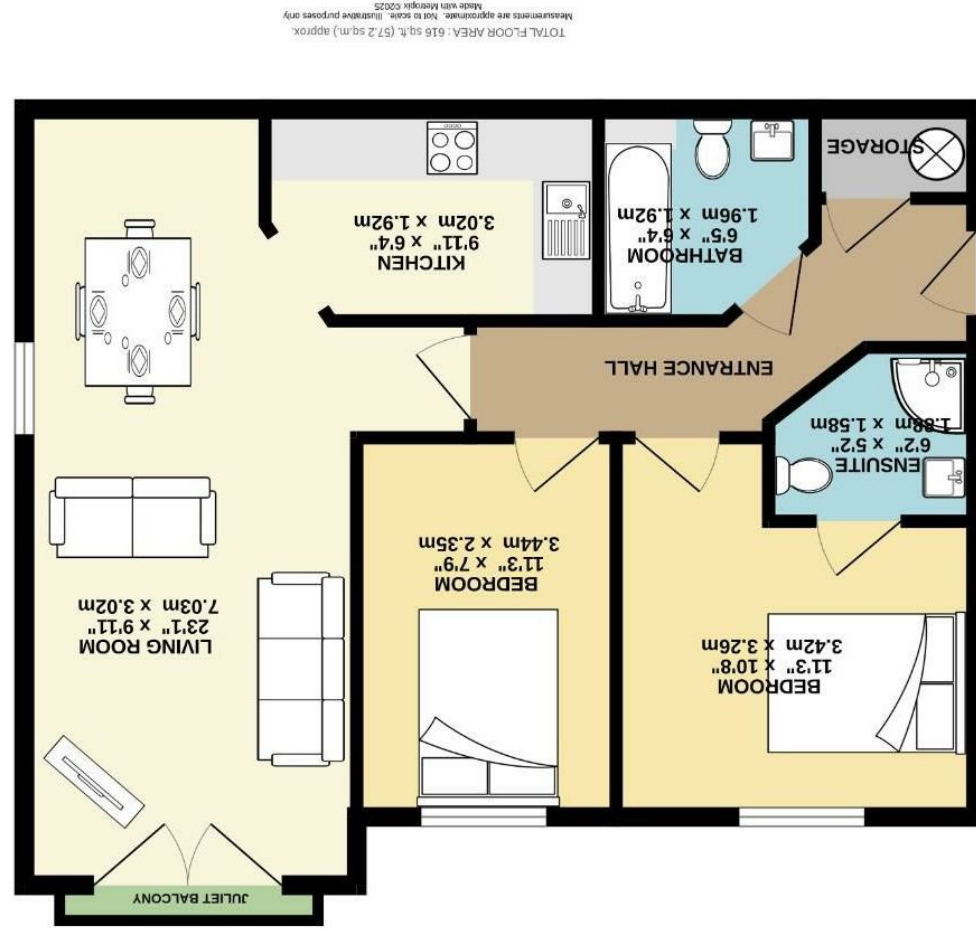 JULIET BALCONY
BEDROOM
11'3" x 10'8"
3.42m x 3.26m
LIVING ROOM
23'1" x 9'11"
7.03m x 3.02m
BEDROOM
11'3" x 7'9"
3.44m x 2.35m
ENSUITE
6'2" x 5'2"
1.88m x 1.58m
ENTRANCE HALL
KITCHEN
9'11" x 6'4"
3.02m x 1.92m
BATHROOM
6'5" x 6'4"
1.96m x 1.92m
STORAGE
TOTAL FLOOR AREA : 616 sq.ft. (57.2 sq.m.) approx.
Measurements are approximate. Not to scale. Illustrative purposes only
Made with Metropix ©2025